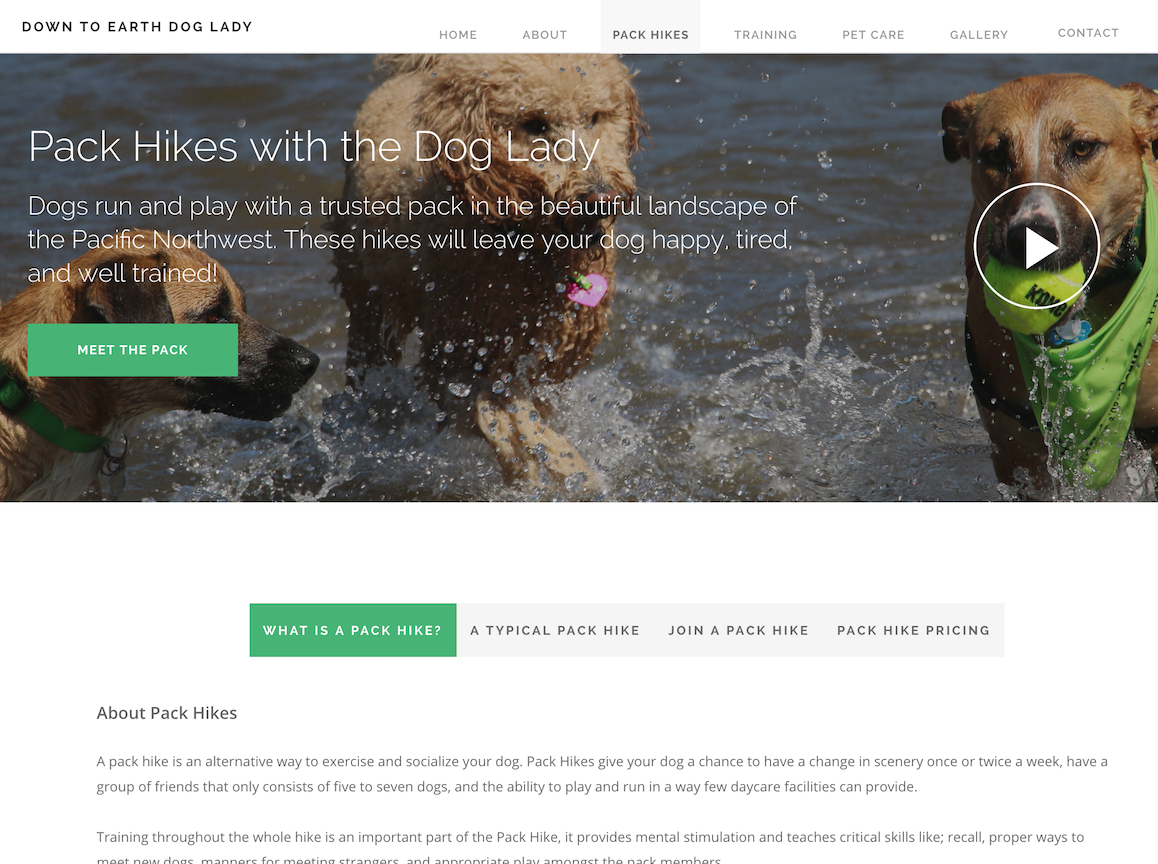 DOWN TO EARTH DOG LADY
HOME ABOUT PACK HIKES TRAINING PET CARE GALLERY CONTACT
Pack Hikes with the Dog Lady
Dogs run and play with a trusted pack in the beautiful landscape of
the Pacific Northwest. These hikes will leave your dog happy, tired,
and well trained!
KONG
MEET THE PACK
WHAT IS A PACK HIKE? A TYPICAL PACK HIKE JOIN A PACK HIKE PACK HIKE PRICING
About Pack Hikes
A pack hike is an alternative way to exercise and socialize your dog. Pack Hikes give your dog a chance to have a change in scenery once or twice a week, have a
group of friends that only consists of five to seven dogs, and the ability to play and run in a way few daycare facilities can provide.
Training throughout the whole hike is an important part of the Pack Hike, it provides mental stimulation and teaches critical skills like; recall, proper ways to
meet new dogs, manners for meeting strangers, and appropriate play amongst the pack members.